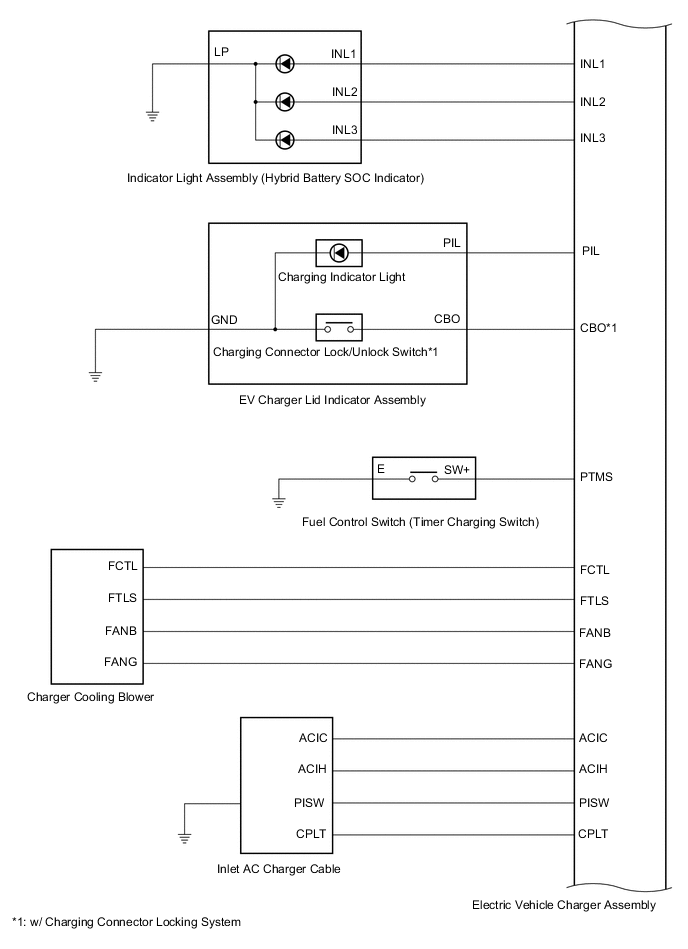 LP
INL1
INL1
INL2
INL2
INL3
INL3
Indicator Light Assembly (Hybrid Battery SOC Indicator)
PIL
PIL
Charging Indicator Light
GND
CBO
CBO*1
Charging Connector Lock/Unlock Switch*1
EV Charger Lid Indicator Assembly
E
SW+
PTMS
Fuel Control Switch (Timer Charging Switch)
FCTL
FCTL
FTLS
FTLS
FANB
FANB
FANG
FANG
Charger Cooling Blower
ACIC
ACIC
ACIH
ACIH
PISW
PISW
CPLT
CPLT
Inlet AC Charger Cable
Electric Vehicle Charger Assembly
*1: w/ Charging Connector Locking System